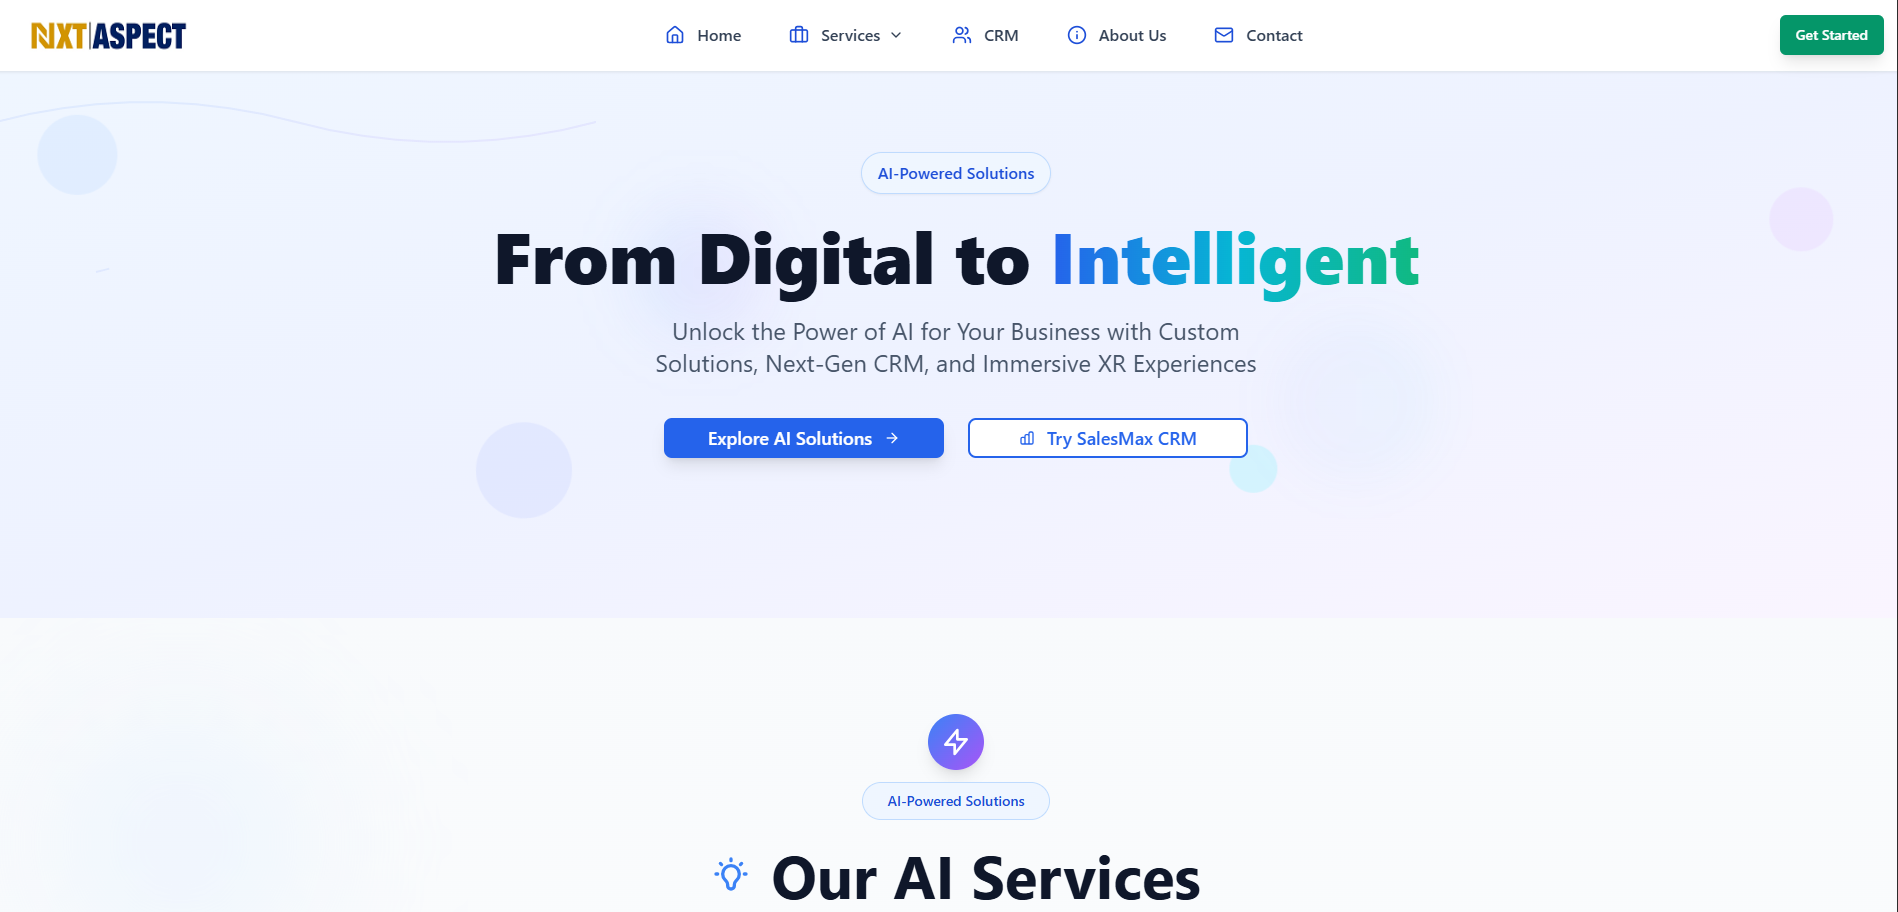 NXT|ASPECT
Home
Services
CRM
About Us
Contact
Get Started
AI-Powered Solutions
From Digital to Intelligent
Unlock the Power of AI for Your Business with Custom
Solutions, Next-Gen CRM, and Immersive XR Experiences
Explore AI Solutions
Try SalesMax CRM
AI-Powered Solutions
Our AI Services